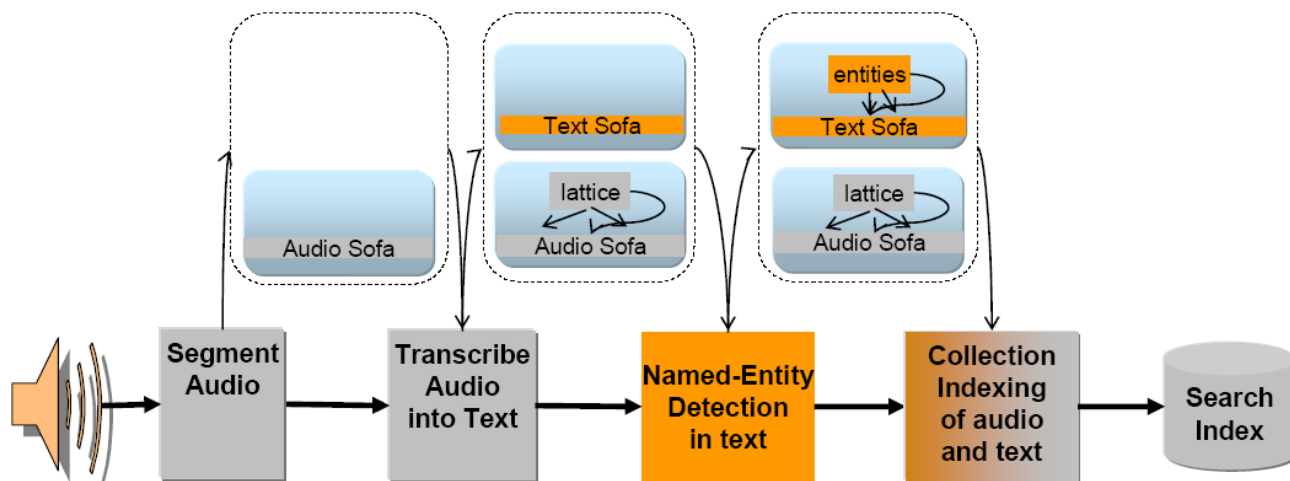 entities
Text Sofa
Text Sofa
lattice
lattice
Audio Sofa
Audio Sofa
Audio Sofa
Segment
Audio
Transcribe
Audio
into Text
Named-Entity
Detection
in text
Collection
Indexing
of audio
and text
Search
Index